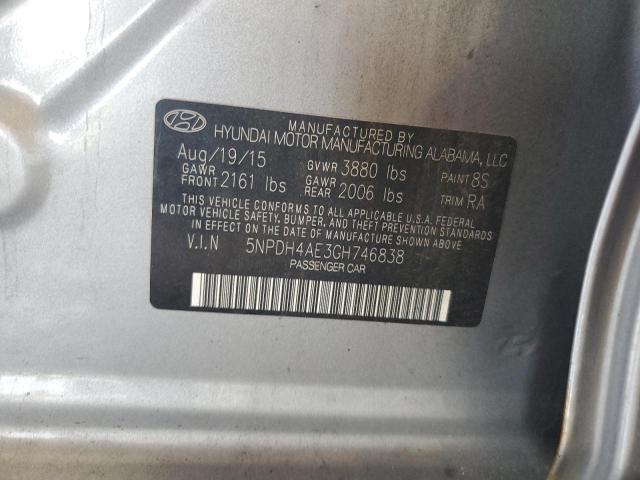 MANUFACTURED BY
HYUNDAI MOTOR MANUFACTURING ALABAMA, LLC
Aug/19/15 GVWR 3880 lbs PAINT 8S
GAWR FRONT 2161 lbs GAWR REAR 2006 lbs TRIM RA
THIS VEHICLE CONFORMS TO ALL APPLICABLE U.S.A. FEDERAL
MOTOR VEHICLE SAFETY, BUMPER, AND THEFT PREVENTION STANDARDS
IN EFFECT ON THE DATE OF MANUFACTURE SHOWN ABOVE.
V.I.N 5NPDH4AE3GH746838
PASSENGER CAR